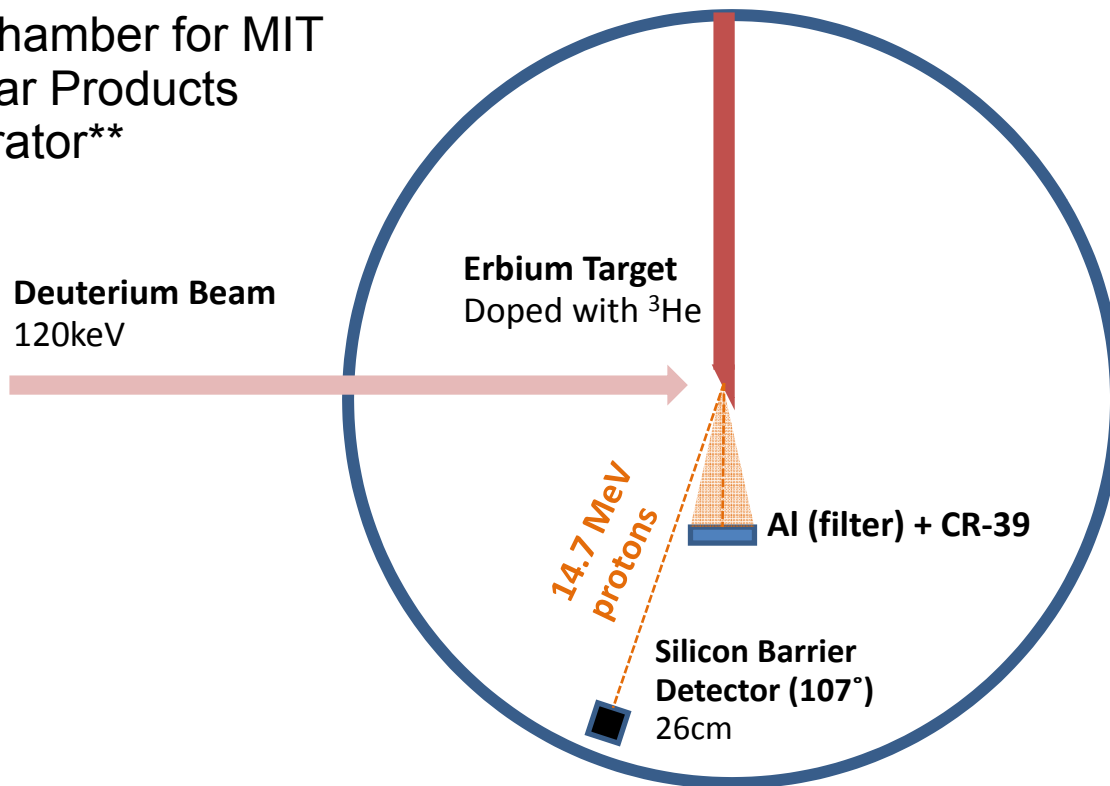 hamber for MIT
ar Products
rator**
Deuterium Beam
120keV
Erbium Target
Doped with ³He
14.7 MeV
protons
Al (filter) + CR-39
Silicon Barrier
Detector (107˚)
26cm